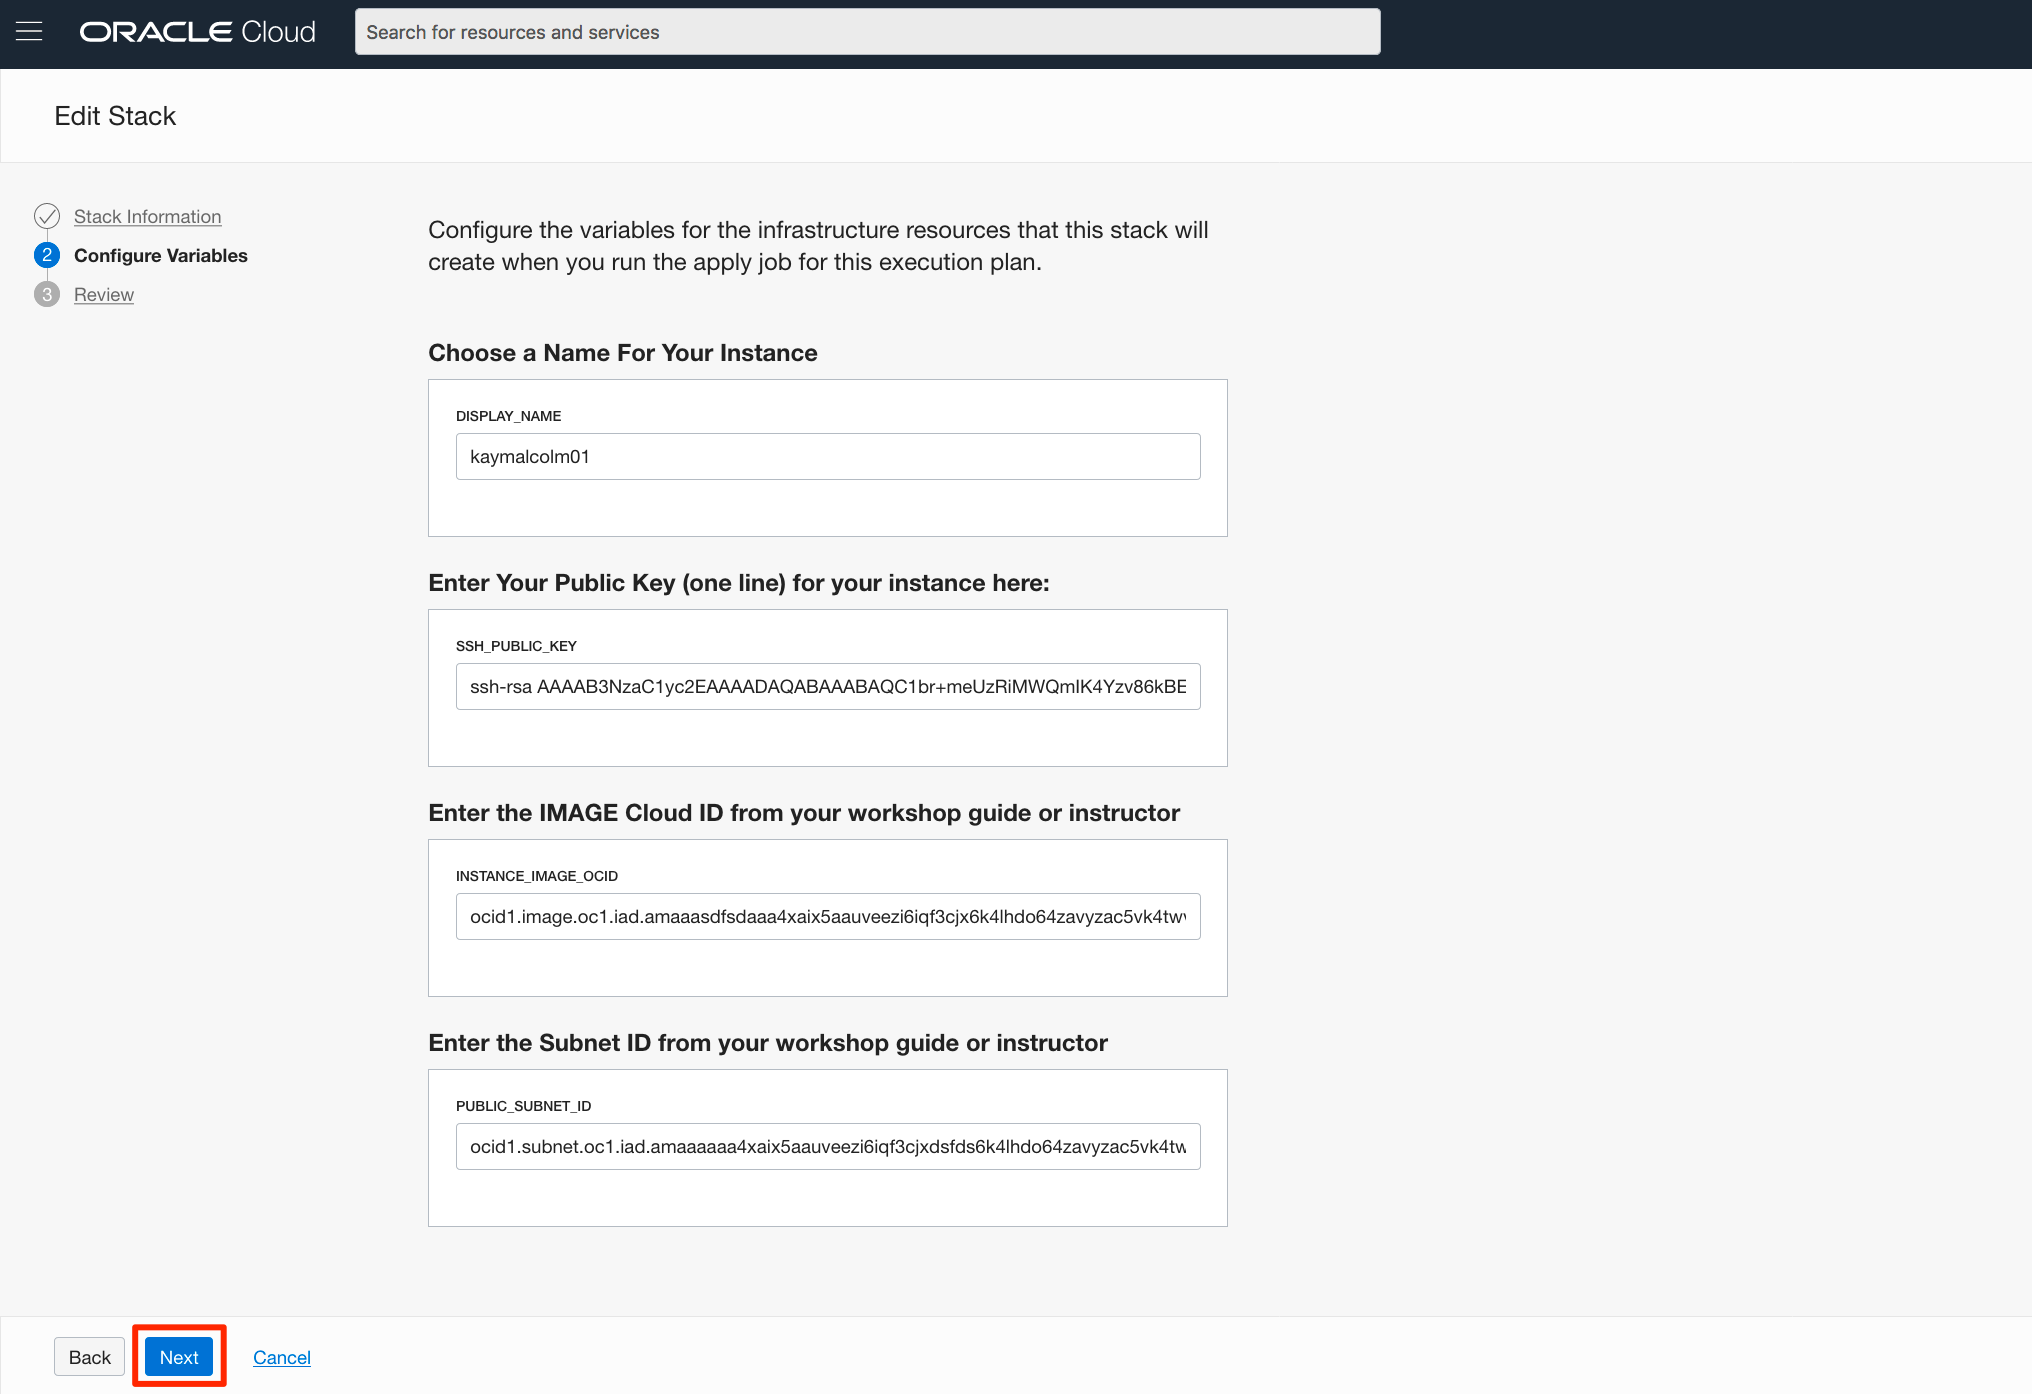 ORACLE Cloud
Search for resources and services
Edit Stack
Stack Information
2 Configure Variables
3 Review
Configure the variables for the infrastructure resources that this stack will
create when you run the apply job for this execution plan.
Choose a Name For Your Instance
DISPLAY_NAME
kaymalcolm01
Enter Your Public Key (one line) for your instance here:
SSH_PUBLIC_KEY
ssh-rsa AAAAB3NzaC1yc2EAAAADAQABAAABAQC1br+meUzRiMWQmIK4Yzv86kBE
Enter the IMAGE Cloud ID from your workshop guide or instructor
INSTANCE_IMAGE_OCID
ocid1.image.oc1.iad.amaaasdfsdaaa4xaix5aauveezi6iqf3cjx6k4lhdo64zavyzac5vk4tw
Enter the Subnet ID from your workshop guide or instructor
PUBLIC_SUBNET_ID
ocid1.subnet.oc1.iad.amaaaaaa4xaix5aauveezi6iqf3cjxdsfds6k4lhdo64zavyzac5vk4tw
Back
Next
Cancel